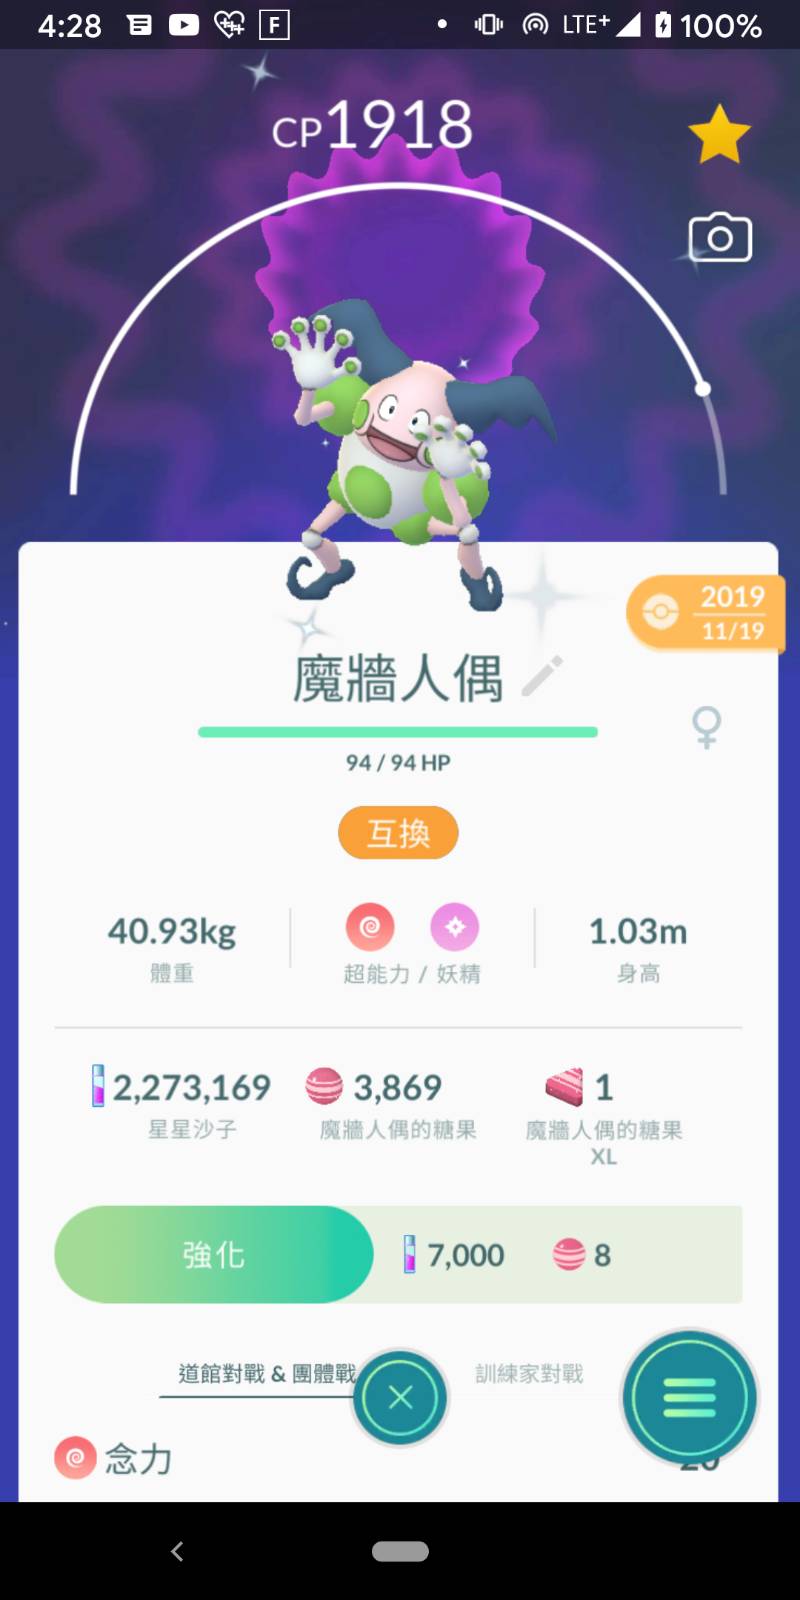 4:28
F
LTE+
100%
CP1918
2019
11/19
魔牆人偶
94 / 94 HP
互換
40.93kg
體重
超能力 / 妖精
1.03m
身高
2,273,169
星星沙子
3,869
魔牆人偶的糖果
1
魔牆人偶的糖果
XL
強化
7,000
8
道館對戰 & 團體戰
訓練家對戰
念力